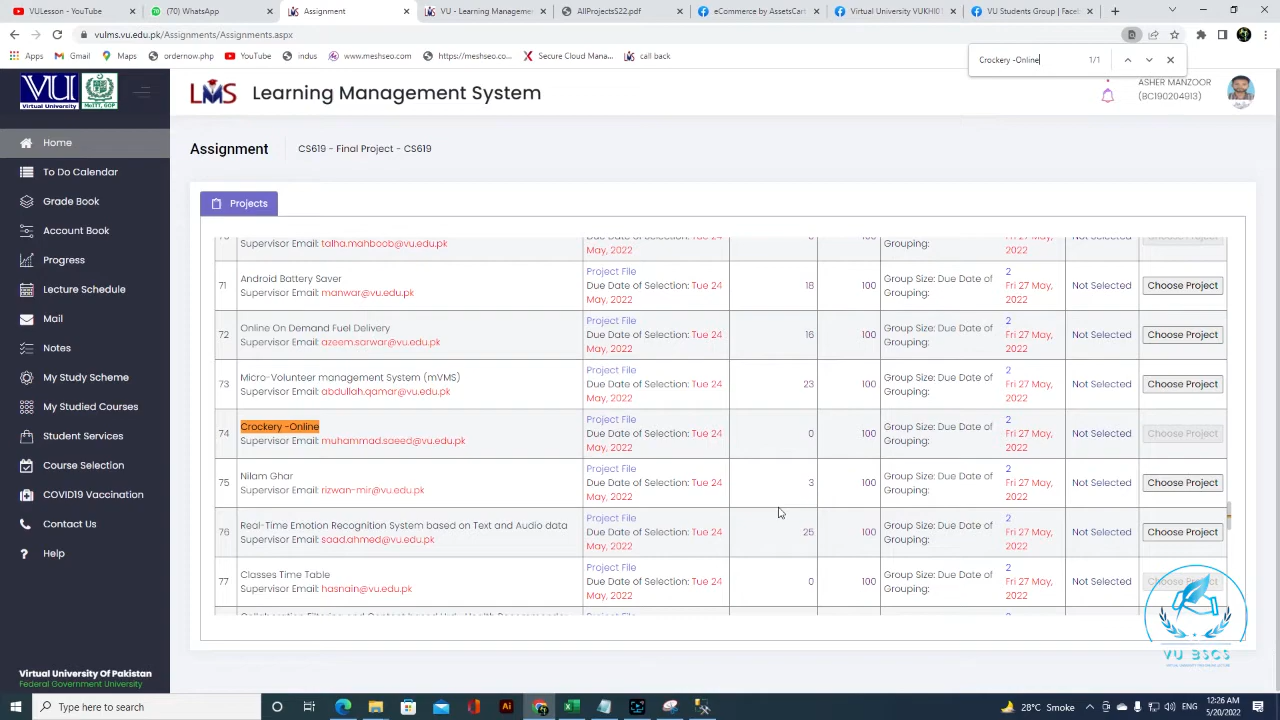 VULesson - YouTube
(70) WhatsApp
Assignment
VU - Learning Manageme
ProjectsS22.pdf
eCommerce by AssetsCart
Virtual University VUKHI01
VU Students Group | Face
vulms.vu.edu.pk/Assignments/Assignments.aspx
Apps
Gmail
Maps
ordernow.php
YouTube
indus
www.meshseo.com
https://meshseo.com...
Secure Cloud Mana...
call back
Crockery -Online
1/1
VU
Virtual University
MoITT, GOP
LMS
Learning Management System
ASHER MANZOOR
(BC190204913)
Home
To Do Calendar
Grade Book
Account Book
Progress
Lecture Schedule
Mail
Notes
My Study Scheme
My Studied Courses
Student Services
Course Selection
COVID19 Vaccination
Contact Us
Help
Virtual University Of Pakistan
Federal Government University
Assignment
CS619 - Final Project - CS619
Projects
Supervisor Email: talha.mahboob@vu.edu.pk
Due Date of Selection: Tue 24
May, 2022
100
Grouping:
2022
Not Selected
Choose Project
71
Android Battery Saver
Supervisor Email: manwar@vu.edu.pk
Project File
Due Date of Selection: Tue 24
May, 2022
18
100
Group Size: Due Date of
Grouping:
2
Fri 27 May,
2022
Not Selected
Choose Project
72
Online On Demand Fuel Delivery
Supervisor Email: azeem.sarwar@vu.edu.pk
Project File
Due Date of Selection: Tue 24
May, 2022
16
100
Group Size: Due Date of
Grouping:
2
Fri 27 May,
2022
Not Selected
Choose Project
73
Micro-Volunteer management System (mVMS)
Supervisor Email: abdullah.qamar@vu.edu.pk
Project File
Due Date of Selection: Tue 24
May, 2022
23
100
Group Size: Due Date of
Grouping:
2
Fri 27 May,
2022
Not Selected
Choose Project
74
Crockery -Online
Supervisor Email: muhammad.saeed@vu.edu.pk
Project File
Due Date of Selection: Tue 24
May, 2022
0
100
Group Size: Due Date of
Grouping:
2
Fri 27 May,
2022
Not Selected
Choose Project
75
Nilam Ghar
Supervisor Email: rizwan-mir@vu.edu.pk
Project File
Due Date of Selection: Tue 24
May, 2022
3
100
Group Size: Due Date of
Grouping:
2
Fri 27 May,
2022
Not Selected
Choose Project
76
Real-Time Emotion Recognition System based on Text and Audio data
Supervisor Email: saad.ahmed@vu.edu.pk
Project File
Due Date of Selection: Tue 24
May, 2022
25
100
Group Size: Due Date of
Grouping:
2
Fri 27 May,
2022
Not Selected
Choose Project
77
Classes Time Table
Supervisor Email: hasnain@vu.edu.pk
Project File
Due Date of Selection: Tue 24
May, 2022
0
100
Group Size: Due Date of
Grouping:
2
Fri 27 May,
2022
Not Selected
Choose Project
VU BSCS
Type here to search
28°C Smoke
ENG
12:26 AM
5/20/2022